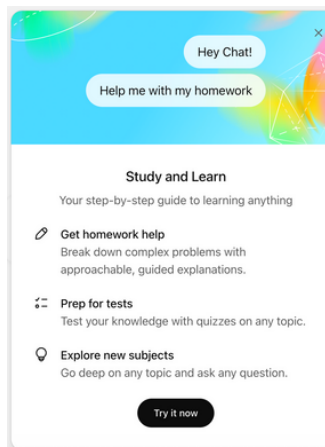 Hey Chat!
Help me with my homework
Study and Learn
Your step-by-step guide to learning anything
Get homework help
Break down complex problems with
approachable, guided explanations.
Prep for tests
Test your knowledge with quizzes on any topic.
Explore new subjects
Go deep on any topic and ask any question.
Try it now